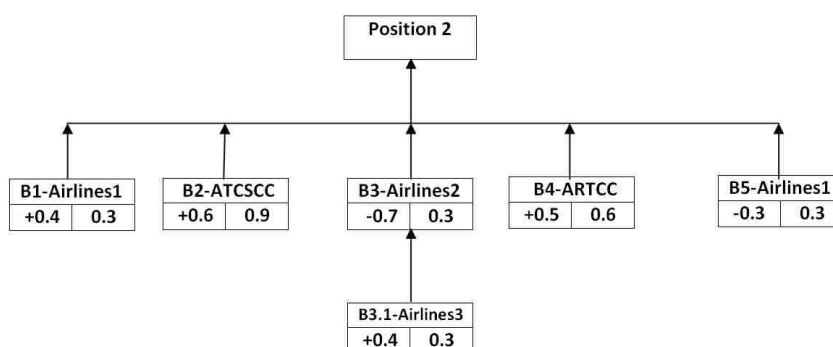 Position 2
B1-Airlines1
+0.4 0.3
B2-ATCSCC
+0.6 0.9
B3-Airlines2
-0.7 0.3
B4-ARTCC
+0.5 0.6
B5-Airlines1
-0.3 0.3
B3.1-Airlines3
+0.4 0.3